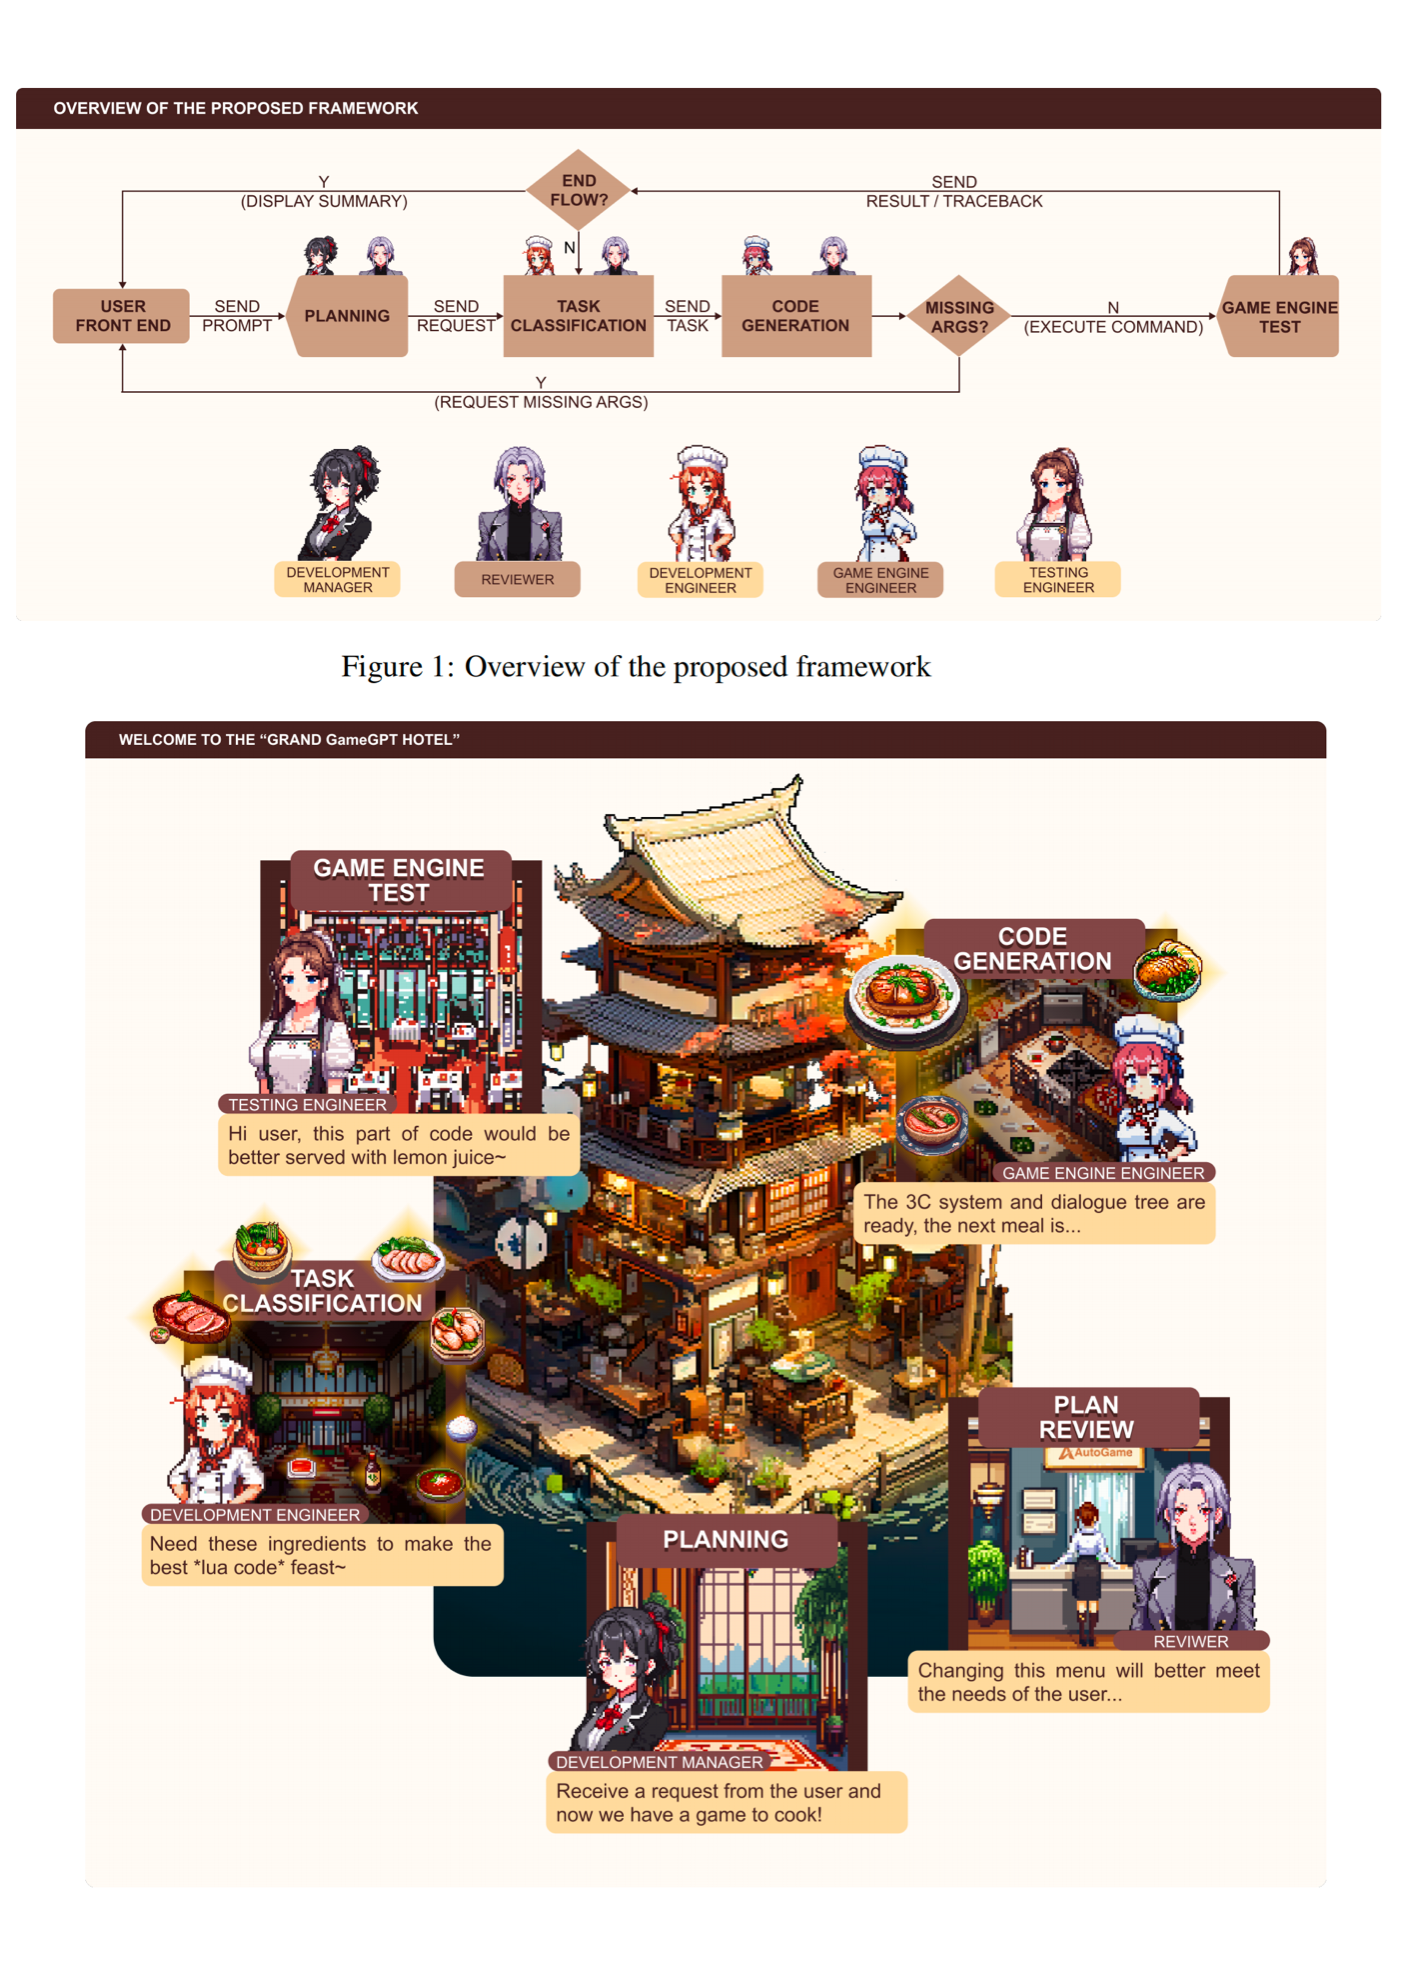 OVERVIEW OF THE PROPOSED FRAMEWORK
END
FLOW?
Y
(DISPLAY SUMMARY)
SEND
RESULT / TRACEBACK
N
USER
FRONT END
SEND
PROMPT
PLANNING
SEND
REQUEST
TASK
CLASSIFICATION
SEND
TASK
CODE
GENERATION
MISSING
ARGS?
N
(EXECUTE COMMAND)
GAME ENGINE
TEST
Y
(REQUEST MISSING ARGS)
DEVELOPMENT
MANAGER
REVIEWER
DEVELOPMENT
ENGINEER
GAME ENGINE
ENGINEER
TESTING
ENGINEER
Figure 1: Overview of the proposed framework
WELCOME TO THE “GRAND GameGPT HOTEL”
GAME ENGINE
TEST
TESTING ENGINEER
Hi user, this part of code would be
better served with lemon juice~
CODE
GENERATION
GAME ENGINE ENGINEER
The 3C system and dialogue tree are
ready, the next meal is...
TASK
CLASSIFICATION
DEVELOPMENT ENGINEER
Need these ingredients to make the
best *lua code* feast~
PLAN
REVIEW
AutoGame
REVIWER
Changing this menu will better meet
the needs of the user...
PLANNING
DEVELOPMENT MANAGER
Receive a request from the user and
now we have a game to cook!